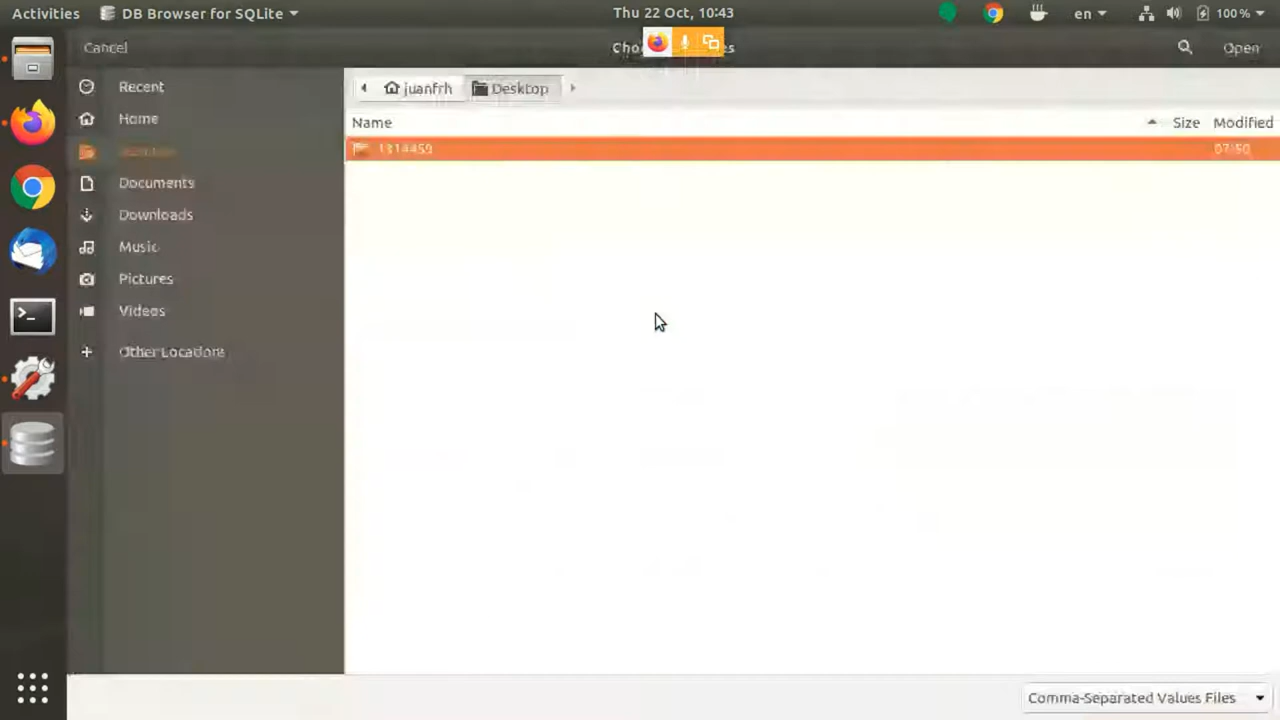 Activities DB Browser for SQLite Thu 22 Oct, 10:43 en 100 %
Cancel Open
Recent
Home
Documents
Downloads
Music
Pictures
Videos
Other Locations
juanfrh Desktop
Name Size Modified
1314459 07:50
Comma-Separated Values Files